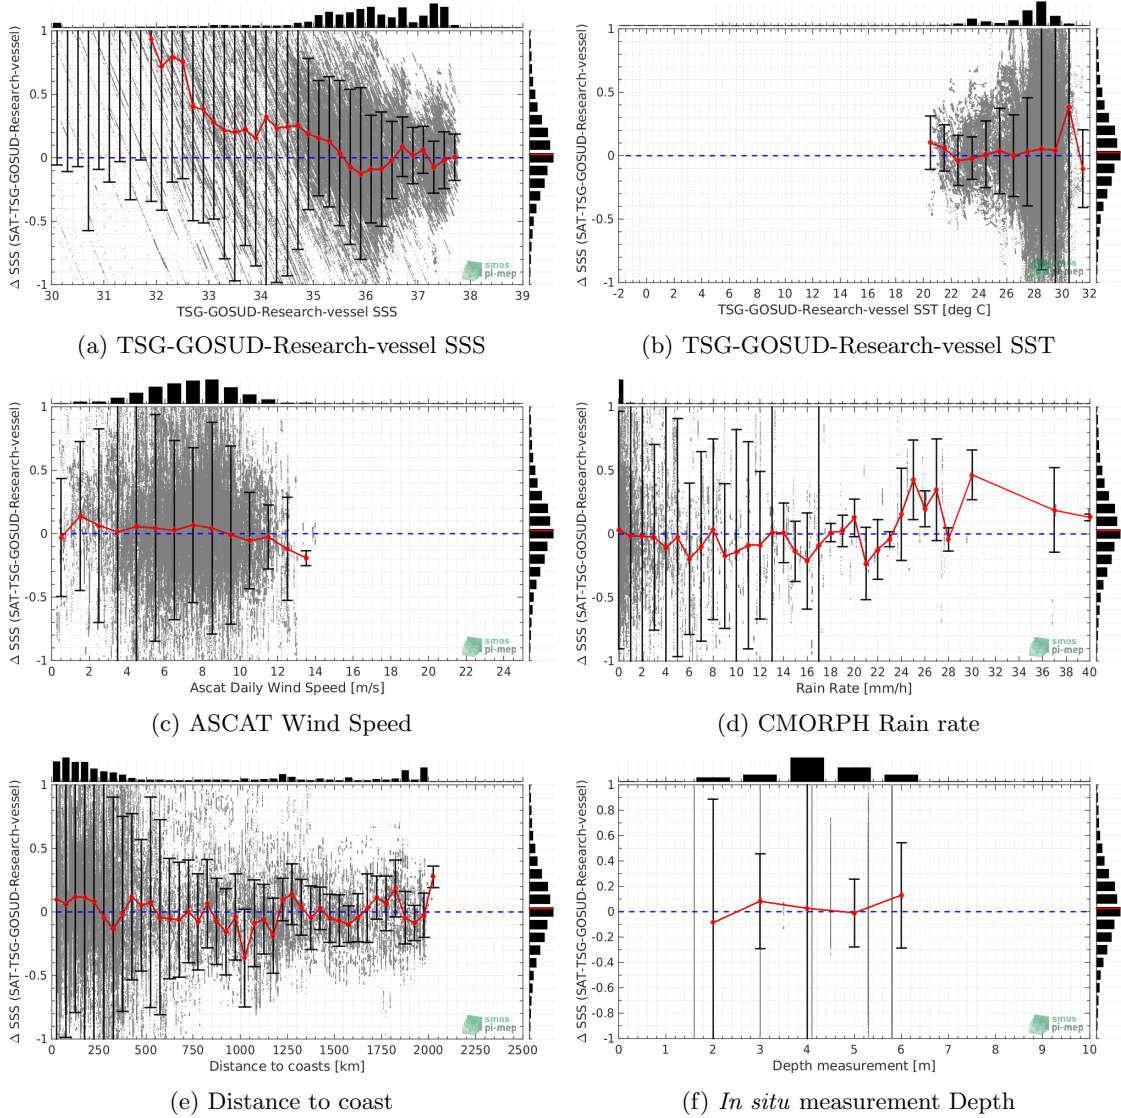 Δ SSS (SAT-TSG-GOSUD-Research-vessel)
1
0.5
0
-0.5
-1
30 31 32 33 34 35 36 37 38 39
TSG-GOSUD-Research-vessel SSS
smos
pi-mep
(a) TSG-GOSUD-Research-vessel SSS
Δ SSS (SAT-TSG-GOSUD-Research-vessel)
1
0.5
0
-0.5
-1
-2 0 2 4 6 8 10 12 14 16 18 20 22 24 26 28 30 32
TSG-GOSUD-Research-vessel SST [deg C]
smos
pi-mep
(b) TSG-GOSUD-Research-vessel SST
Δ SSS (SAT-TSG-GOSUD-Research-vessel)
1
0.5
0
-0.5
-1
0 2 4 6 8 10 12 14 16 18 20 22 24
Ascat Daily Wind Speed [m/s]
smos
pi-mep
(c) ASCAT Wind Speed
Δ SSS (SAT-TSG-GOSUD-Research-vessel)
1
0.5
0
-0.5
-1
0 2 4 6 8 10 12 14 16 18 20 22 24 26 28 30 32 34 36 38 40
Rain Rate [mm/h]
smos
pi-mep
(d) CMORPH Rain rate
Δ SSS (SAT-TSG-GOSUD-Research-vessel)
1
0.5
0
-0.5
-1
0 250 500 750 1000 1250 1500 1750 2000 2250 2500
Distance to coasts [km]
smos
pi-mep
(e) Distance to coast
Δ SSS (SAT-TSG-GOSUD-Research-vessel)
1
0.8
0.6
0.4
0.2
0
-0.2
-0.4
-0.6
-0.8
-1
0 1 2 3 4 5 6 7 8 9 10
Depth measurement [m]
smos
pi-mep
(f) In situ measurement Depth